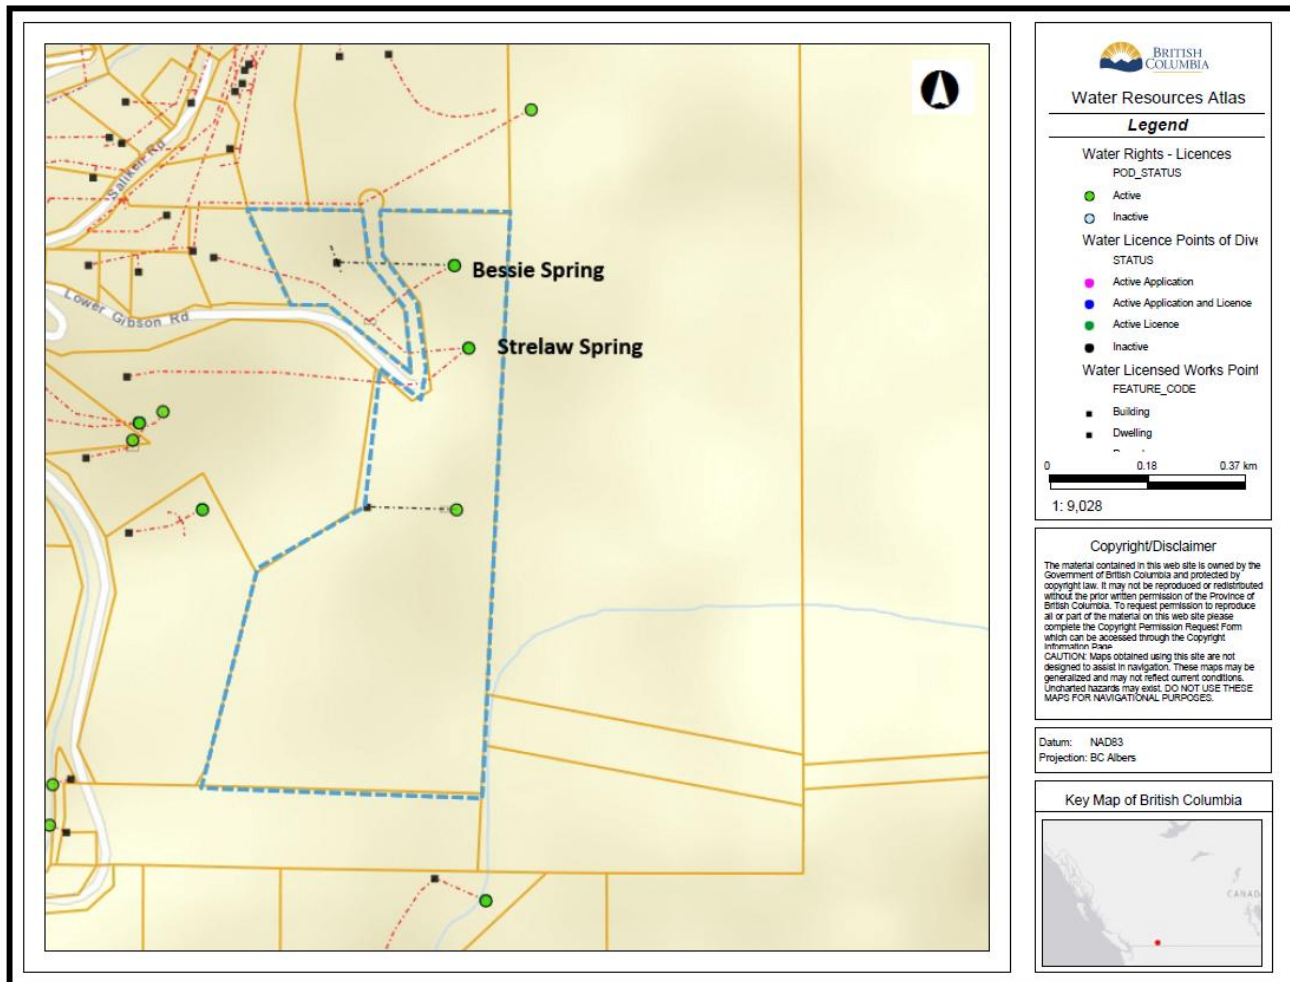 Saliken Rd
Lower Gibson Rd
Bessie Spring
Strelaw Spring
BRITISH
COLUMBIA
Water Resources Atlas
Legend
Water Rights - Licences
POD_STATUS
Active
Inactive
Water Licence Points of Dive
STATUS
Active Application
Active Application and Licence
Active Licence
Inactive
Water Licensed Works Point
FEATURE_CODE
Building
Dwelling
0 0.18 0.37 km
1: 9,028
Copyright/Disclaimer
The material contained in this web site is owned by the
Government of British Columbia and protected by
copyright law. It may not be reproduced or redistributed
without the prior written permission of the Province of
British Columbia. To request permission to reproduce
all or part of the material on this web site please
complete the Copyright Permission Request Form
which can be accessed through the Copyright
Information Page
CAUTION: Maps obtained using this site are not
designed to assist in navigation. These maps may be
generalized and may not reflect current conditions.
Uncharted hazards may exist. DO NOT USE THESE
MAPS FOR NAVIGATIONAL PURPOSES.
Datum: NAD83
Projection: BC Albers
Key Map of British Columbia
CANAD